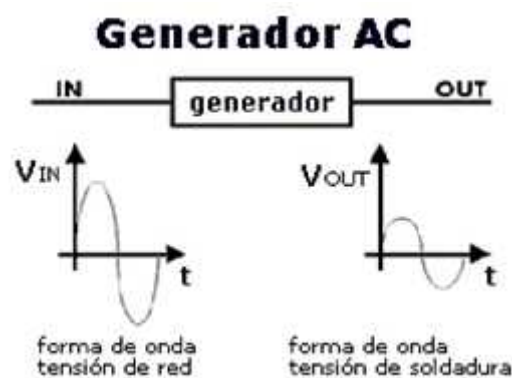 Generador AC
IN generador OUT
VIN VOUT
t t
forma de onda
tensión de red
forma de onda
tensión de soldadura